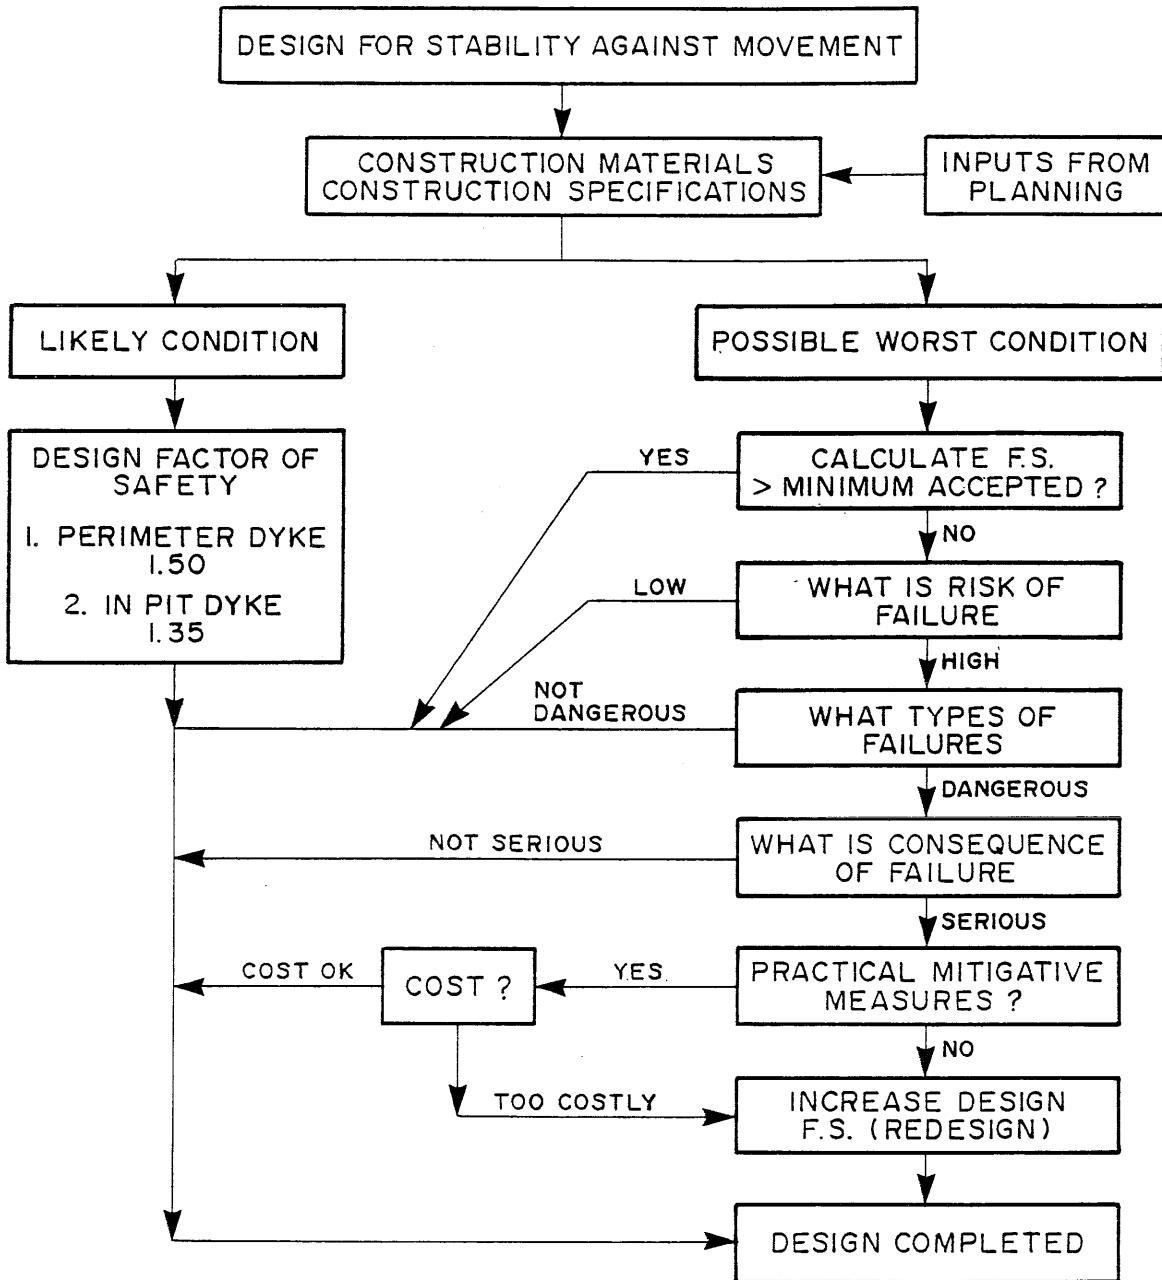 DESIGN FOR STABILITY AGAINST MOVEMENT
CONSTRUCTION MATERIALS
CONSTRUCTION SPECIFICATIONS
INPUTS FROM
PLANNING
LIKELY CONDITION
POSSIBLE WORST CONDITION
DESIGN FACTOR OF
SAFETY
1. PERIMETER DYKE
1.50
2. IN PIT DYKE
1.35
YES
CALCULATE F.S.
> MINIMUM ACCEPTED ?
NO
LOW
WHAT IS RISK OF
FAILURE
HIGH
NOT
DANGEROUS
WHAT TYPES OF
FAILURES
DANGEROUS
NOT SERIOUS
WHAT IS CONSEQUENCE
OF FAILURE
SERIOUS
COST OK
COST ?
YES
PRACTICAL MITIGATIVE
MEASURES ?
NO
TOO COSTLY
INCREASE DESIGN
F.S. (REDESIGN)
DESIGN COMPLETED